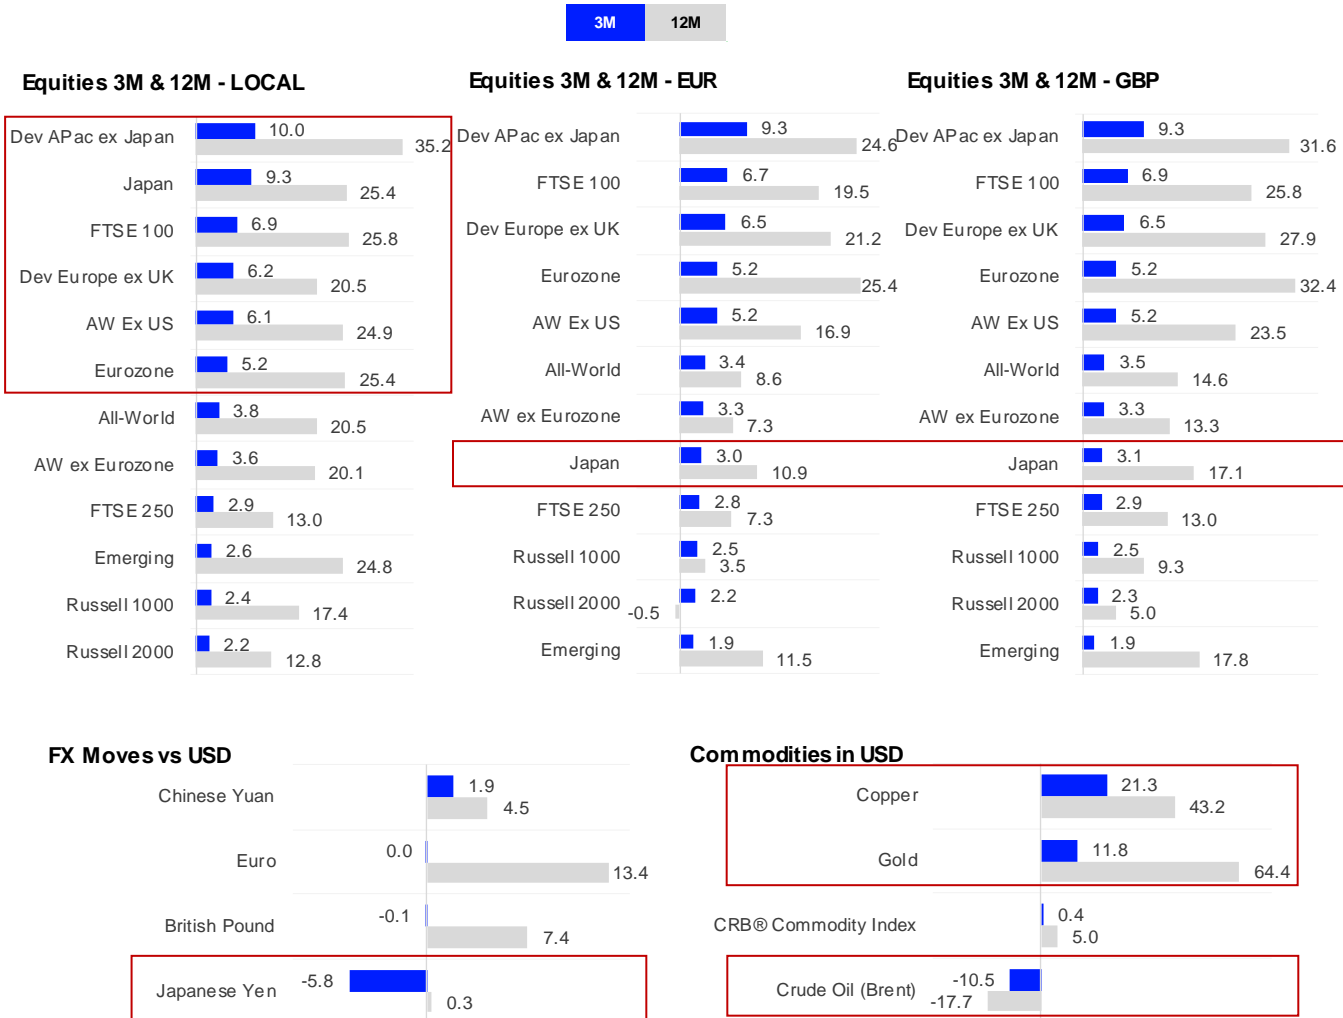 3M 12M
Equities 3M & 12M - LOCAL
Dev APac ex Japan 10.0 35.2
Japan 9.3 25.4
FTSE 100 6.9 25.8
Dev Europe ex UK 6.2 20.5
AW Ex US 6.1 24.9
Eurozone 5.2 25.4
All-World 3.8 20.5
AW ex Eurozone 3.6 20.1
FTSE 250 2.9 13.0
Emerging 2.6 24.8
Russell 1000 2.4 17.4
Russell 2000 2.2 12.8
Equities 3M & 12M - EUR
Dev APac ex Japan 9.3 24.6
FTSE 100 6.7 19.5
Dev Europe ex UK 6.5 21.2
Eurozone 5.2 25.4
AW Ex US 5.2 16.9
All-World 3.4 8.6
AW ex Eurozone 3.3 7.3
Japan 3.0 10.9
FTSE 250 2.8 7.3
Russell 1000 2.5 3.5
Russell 2000 2.2 -0.5
Emerging 1.9 11.5
Equities 3M & 12M - GBP
Dev APac ex Japan 9.3 31.6
FTSE 100 6.9 25.8
Dev Europe ex UK 6.5 27.9
Eurozone 5.2 32.4
AW Ex US 5.2 23.5
All-World 3.5 14.6
AW ex Eurozone 3.3 13.3
Japan 3.1 17.1
FTSE 250 2.9 13.0
Russell 1000 2.5 9.3
Russell 2000 2.3 5.0
Emerging 1.9 17.8
FX Moves vs USD
Chinese Yuan 1.9 4.5
Euro 0.0 13.4
British Pound -0.1 7.4
Japanese Yen -5.8 0.3
Commodities in USD
Copper 21.3 43.2
Gold 11.8 64.4
CRB® Commodity Index 0.4 5.0
Crude Oil (Brent) -10.5 -17.7